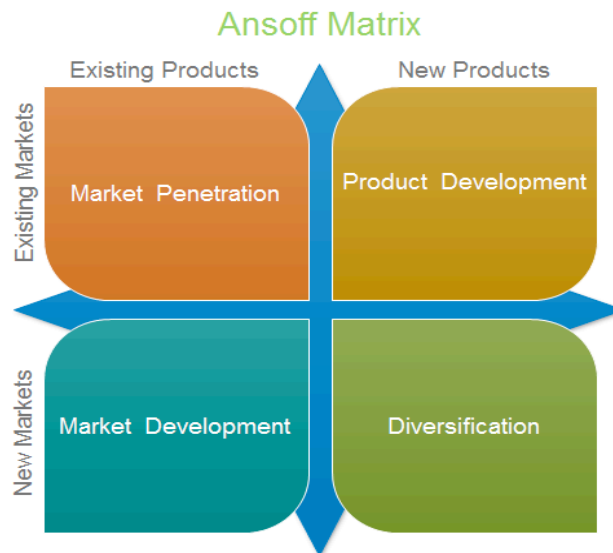 Ansoff Matrix
Existing Products
New Products
Existing Markets
Market Penetration
Product Development
New Markets
Market Development
Diversification